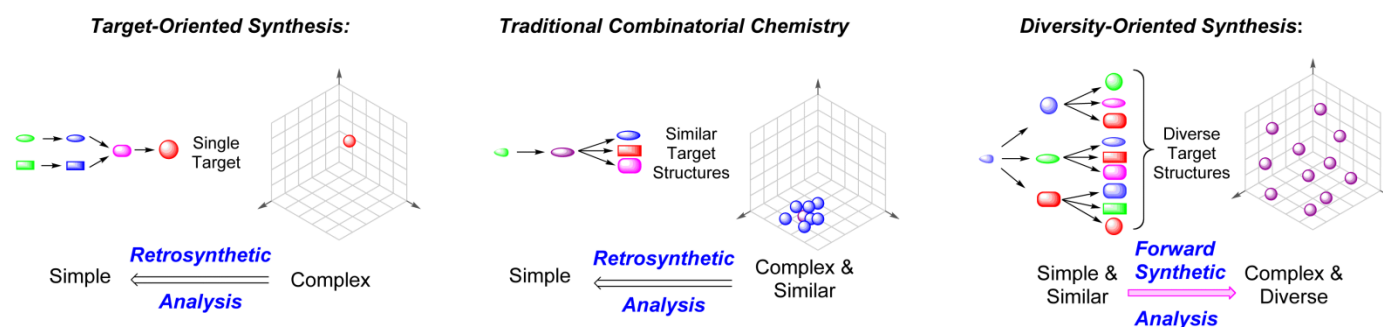 Target-Oriented Synthesis:
Single
Target
Retrosynthetic
Simple
Complex
Analysis
Traditional Combinatorial Chemistry
Similar
Target
Structures
Retrosynthetic
Simple
Complex &
Similar
Analysis
Diversity-Oriented Synthesis:
Diverse
Target
Structures
Forward
Synthetic
Simple &
Similar
Complex &
Diverse
Analysis